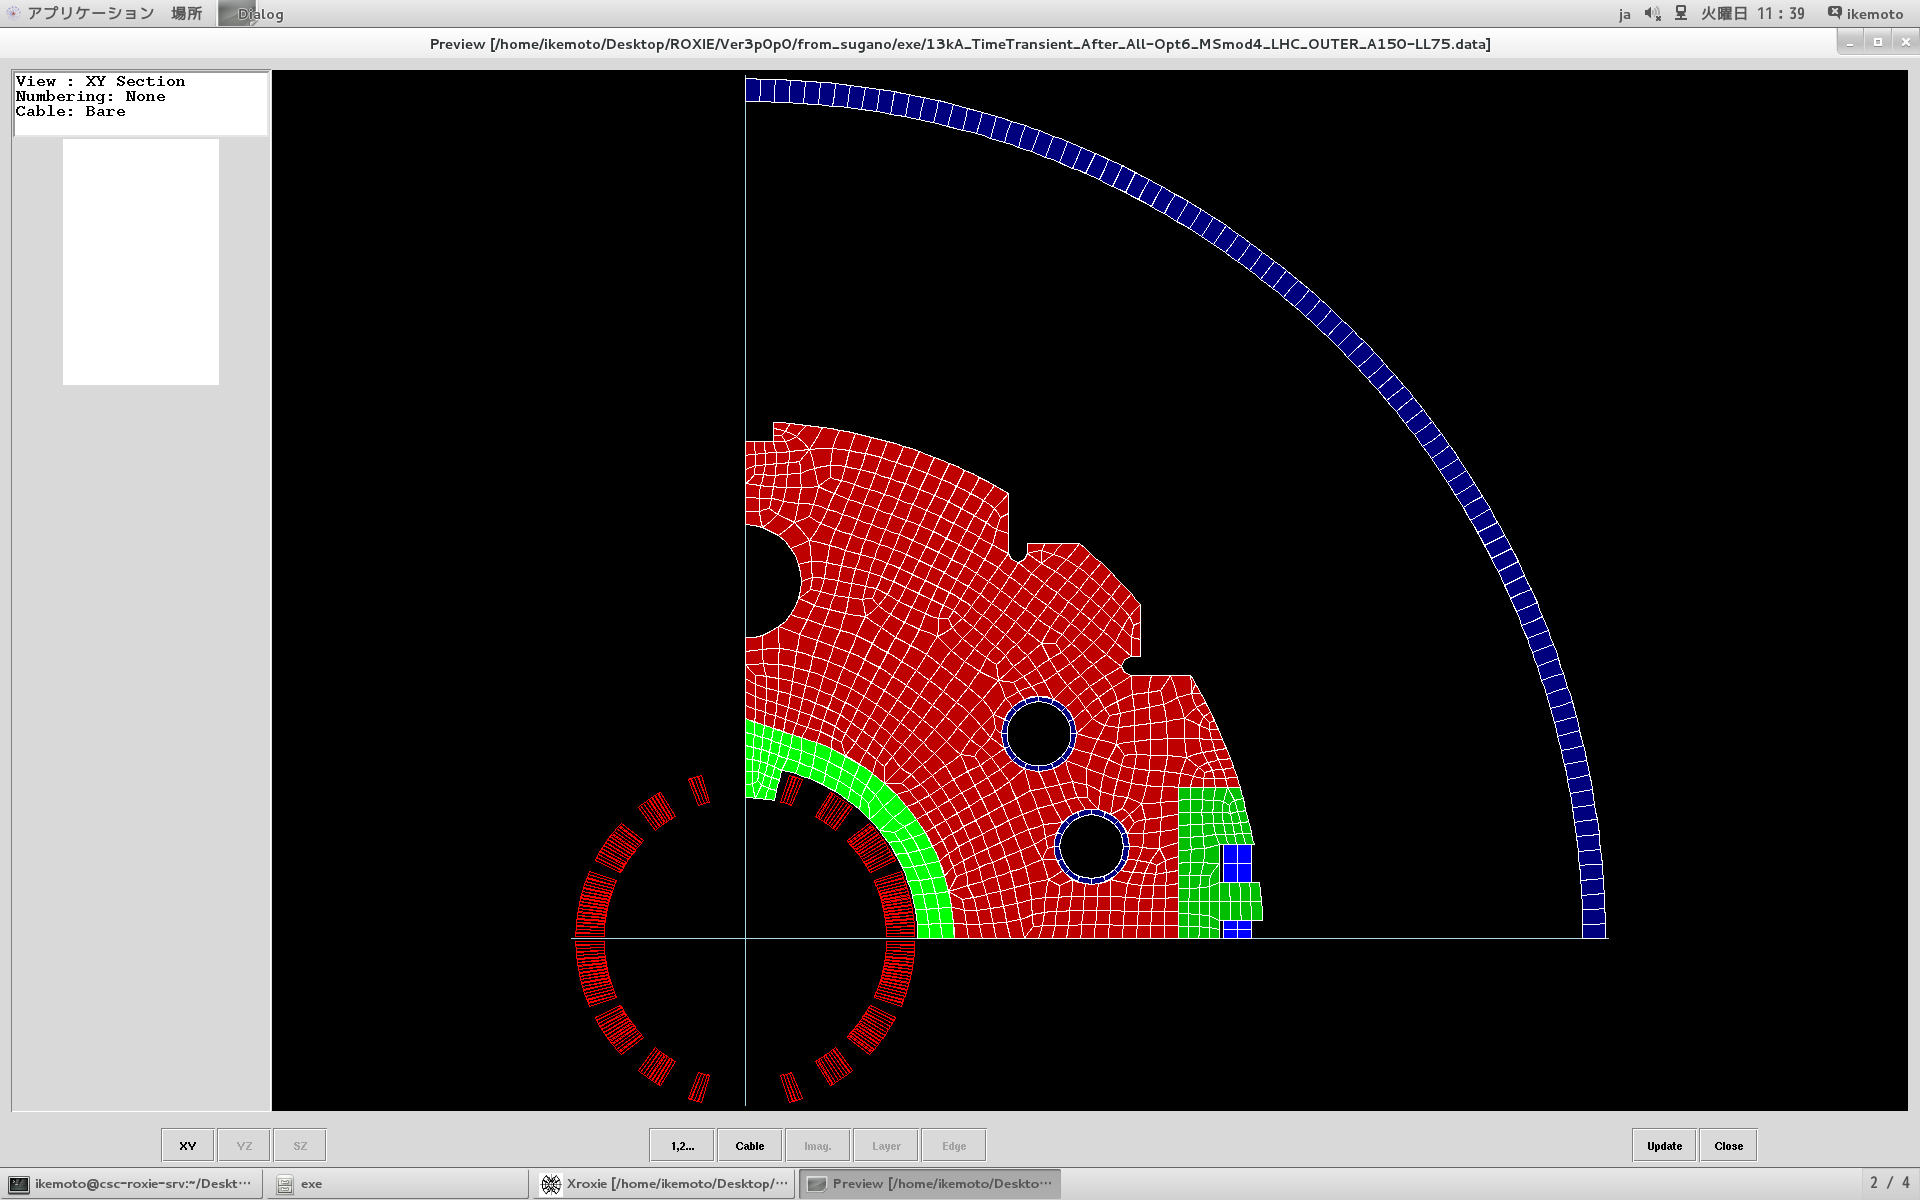 アプリケーション 場所 Dialog ja 火曜日 11:39 ikemoto
Preview [/home/ikemoto/Desktop/ROXIE/Ver3p0p0/from_sugano/exe/13kA_TimeTransient_After_All-Opt6_MSmod4_LHC_OUTER_A150-LL75.data]
View : XY Section
Numbering: None
Cable: Bare
XY YZ SZ 1,2... Cable Imag. Layer Edge Update Close
ikemoto@csc-roxie-srv:~/Deskt··· exe Xroxie [/home/ikemoto/Desktop/··· Preview [/home/ikemoto/Deskto··· 2 / 4